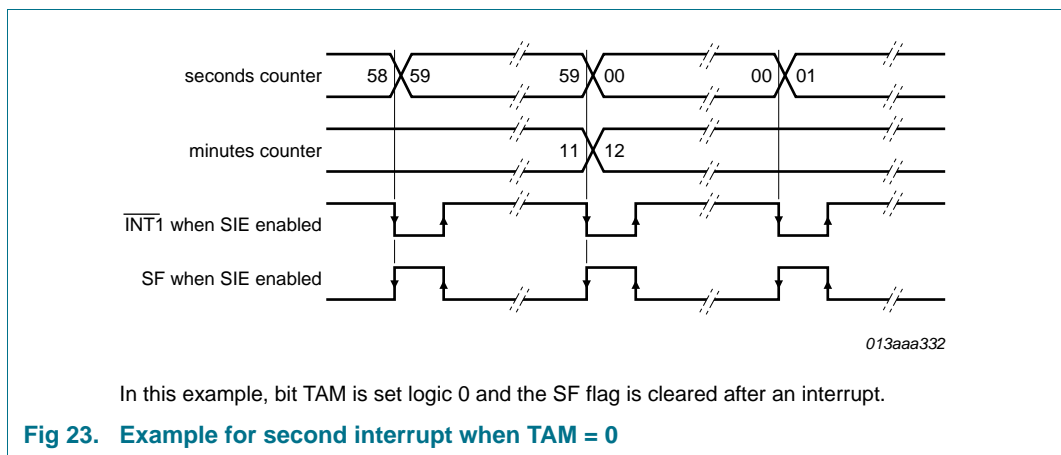 seconds counter 58 59 59 00 00 01
minutes counter 11 12
INT1 when SIE enabled
SF when SIE enabled
013aaa332
In this example, bit TAM is set logic 0 and the SF flag is cleared after an interrupt.
Fig 23. Example for second interrupt when TAM = 0